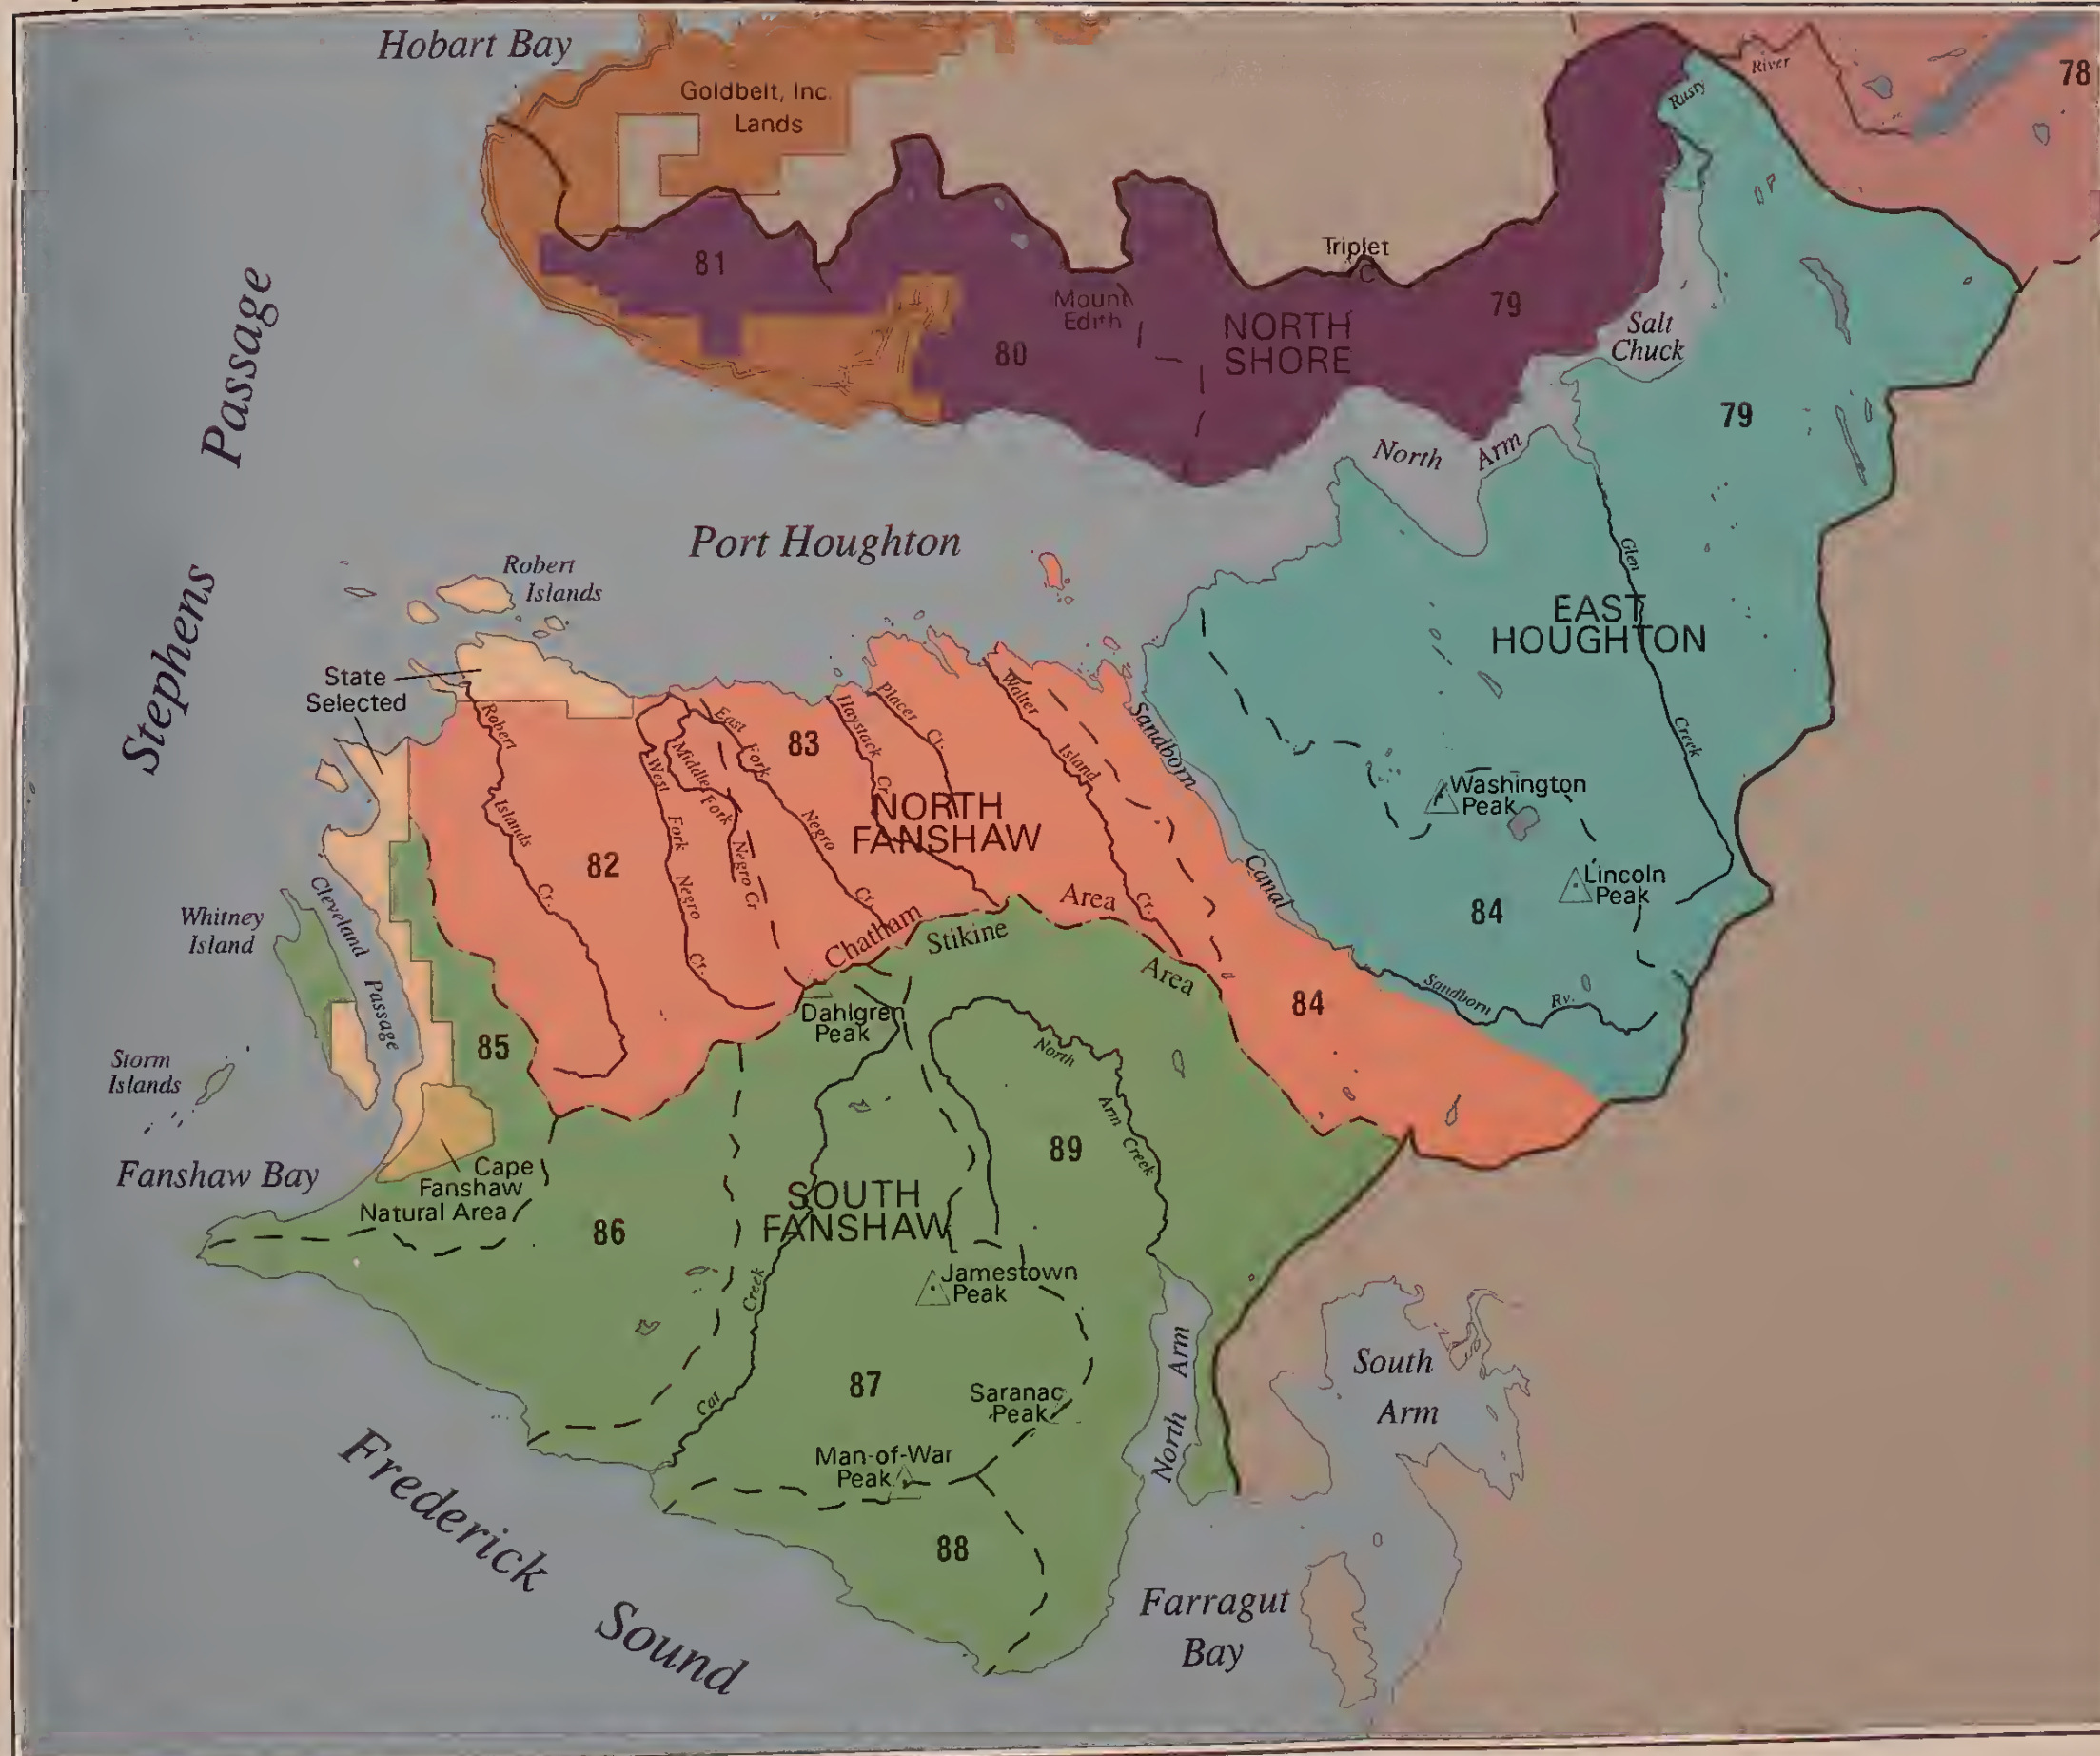 Hobart Bay
Goldbelt, Inc.
Lands
River
78
Rusty
81
Triplet
Mount
Edith
NORTH
SHORE
79
Salt
Chuck
80
79
North Arm
Stephens Passage
Port Houghton
Robert
Islands
State
Selected
Glen Creek
EAST
HOUGHTON
Robert Islands Cr.
West Fork Negro Cr.
Middle Fork Negro Cr
East Fork Negro Cr.
83
Haystack Cr.
Placer Cr.
Walter Island Cr.
Sandborn Canal
NORTH
FANSHAW
Washington
Peak
82
Lincoln
Peak
84
Whitney
Island
Cleveland Passage
Chatham Area
Stikine Area
Sandborn Rv.
84
Dahlgren
Peak
85
North Arm Creek
Storm
Islands
89
Fanshaw Bay
Cape
Fanshaw
Natural Area
86
SOUTH
FANSHAW
Jamestown
Peak
Cat Creek
87
Saranac
Peak
North Arm
South
Arm
Man-of-War
Peak
88
Frederick Sound
Farragut
Bay